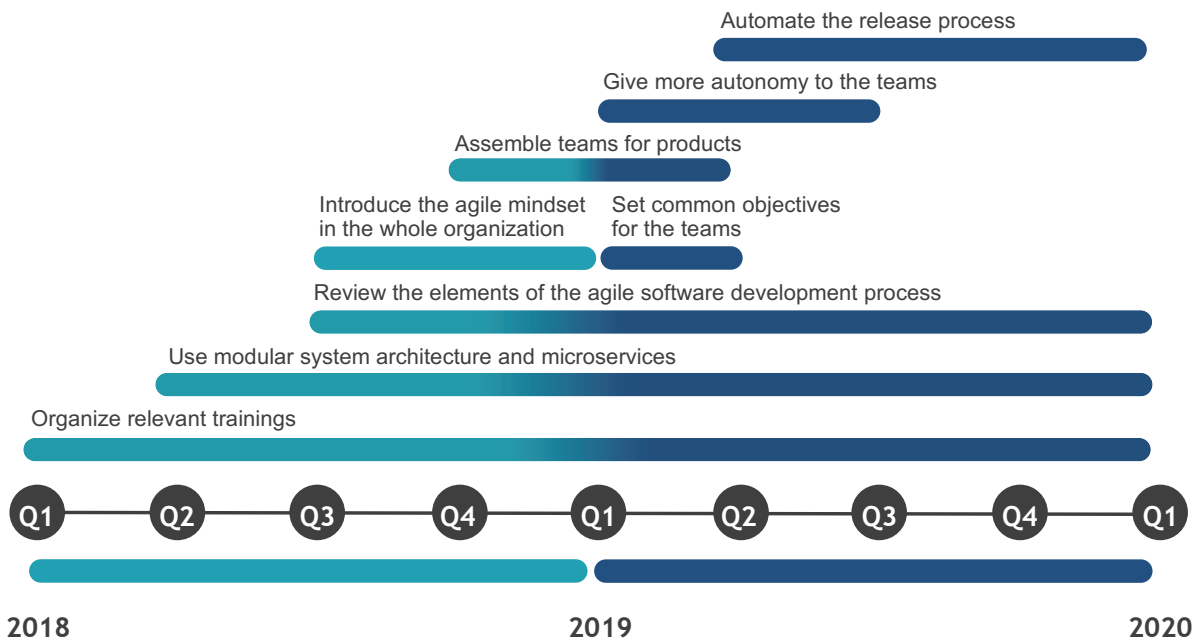 Automate the release process
Give more autonomy to the teams
Assemble teams for products
Introduce the agile mindset
in the whole organization
Set common objectives
for the teams
Review the elements of the agile software development process
Use modular system architecture and microservices
Organize relevant trainings
Q1 Q2 Q3 Q4 Q1 Q2 Q3 Q4 Q1
2018 2019 2020